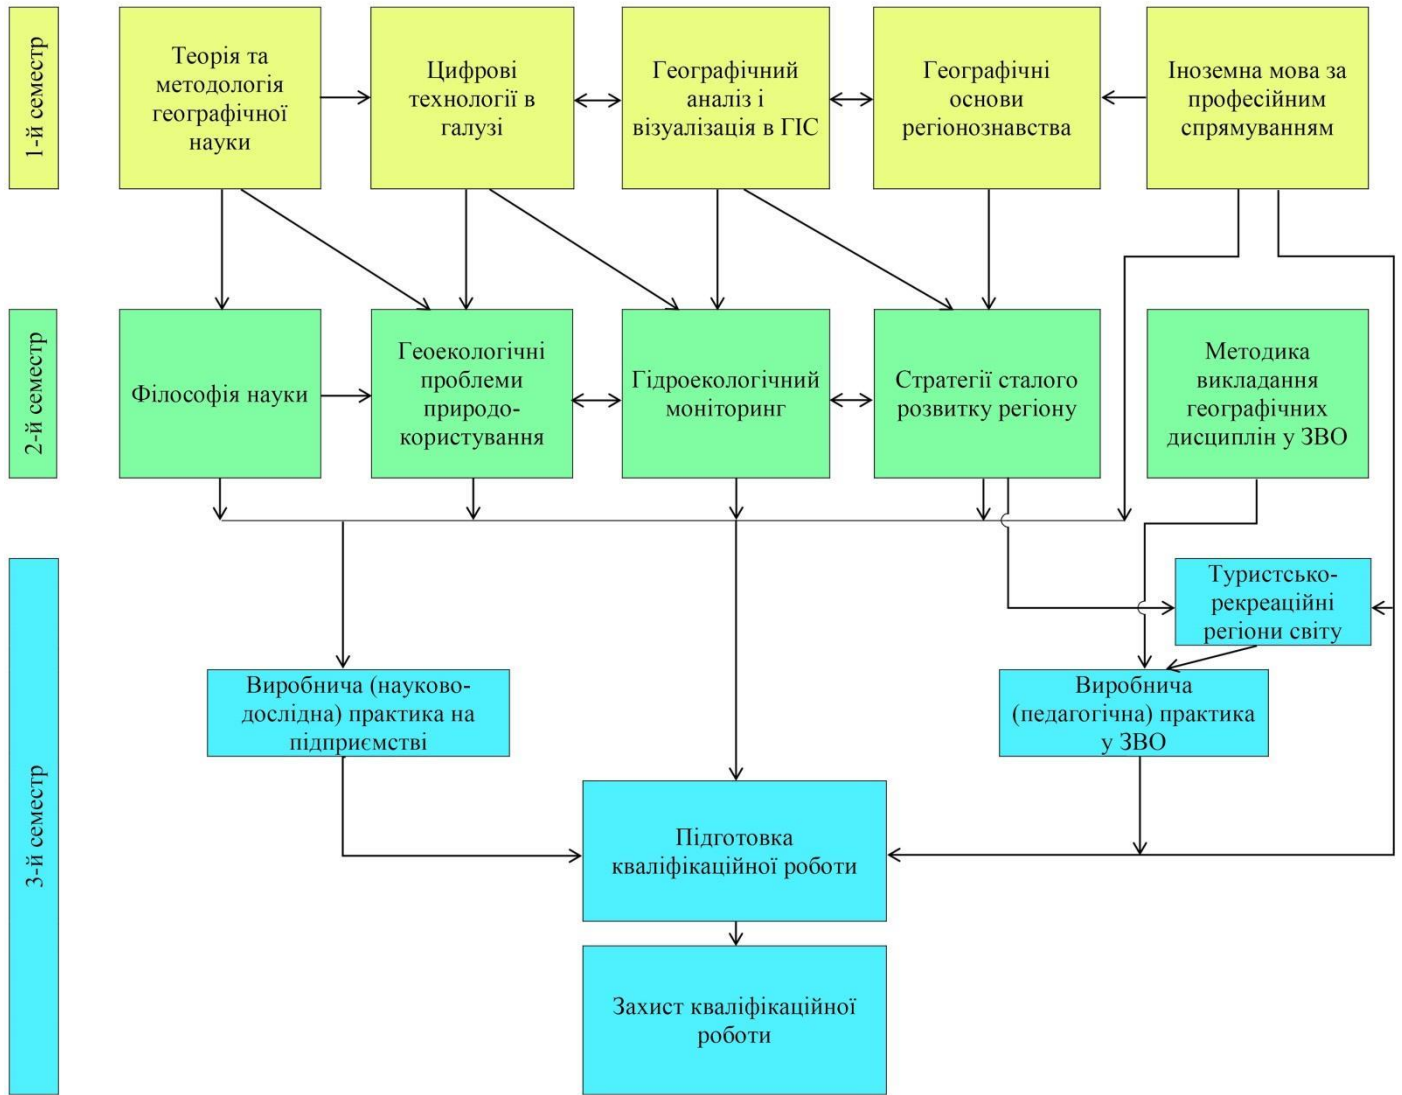 1-й семестр
Теорія та
методологія
географічної
науки
Цифрові
технології в
галузі
Географічний
аналіз і
візуалізація в ГІС
Географічні
основи
регіонознавства
Іноземна мова за
професійним
спрямуванням
2-й семестр
Філософія науки
Геоекологічні
проблеми
природо-
користування
Гідроекологічний
моніторинг
Стратегії сталого
розвитку регіону
Методика
викладання
географічних
дисциплін у ЗВО
3-й семестр
Туристсько-
рекреаційні
регіони світу
Виробнича (науково-
дослідна) практика на
підприємстві
Виробнича
(педагогічна) практика
у ЗВО
Підготовка
кваліфікаційної роботи
Захист кваліфікаційної
роботи